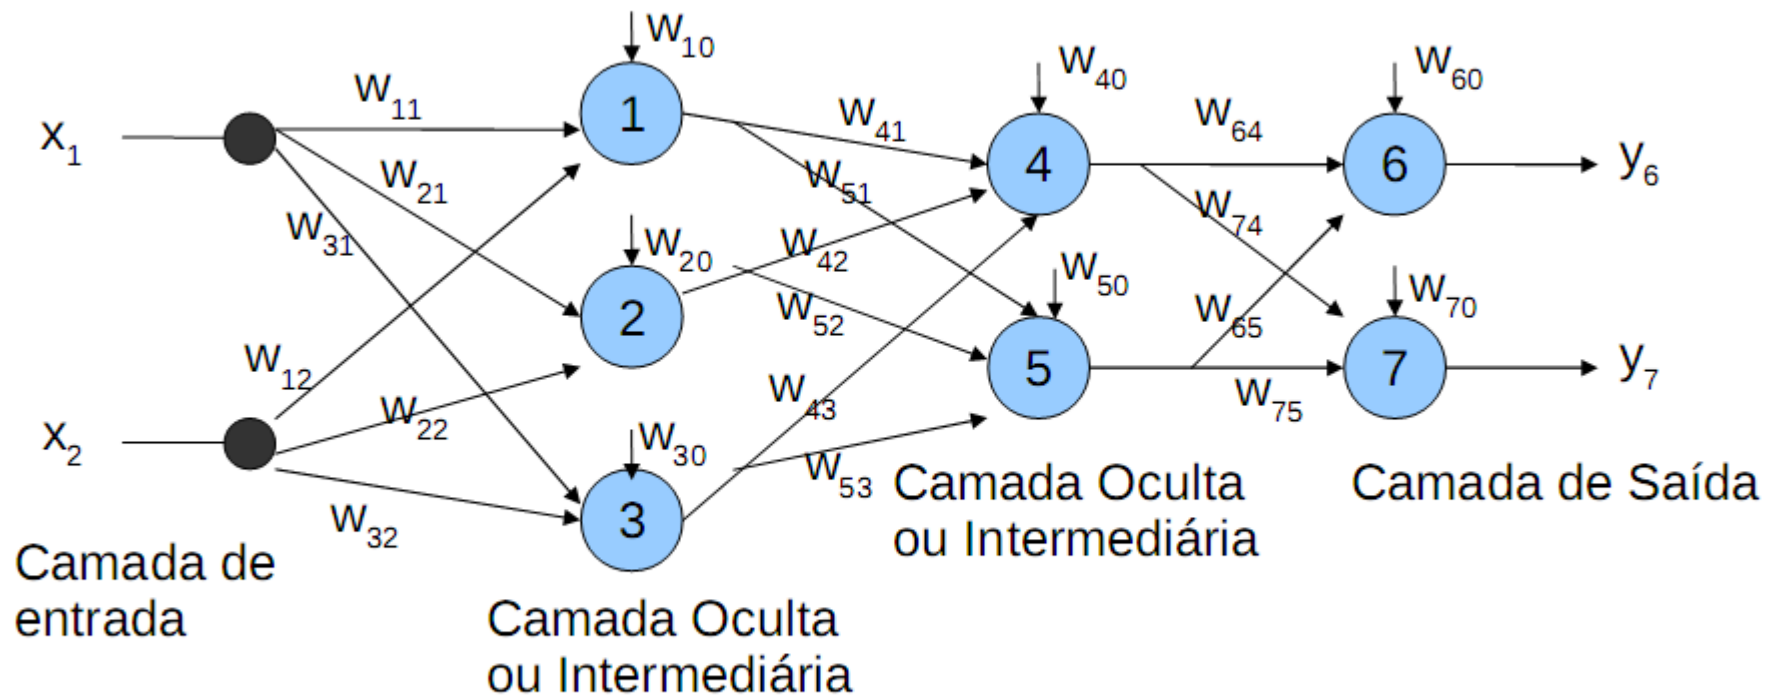 w10
w40
w60
w11
1
w41
w64
x1
4
6
y6
w21
w51
w74
w31
w20
w42
w50
w70
2
w52
w65
w12
5
7
y7
w22
w43
w75
x2
w30
w53
3
w32
Camada de
entrada
Camada Oculta
ou Intermediária
Camada Oculta
ou Intermediária
Camada de Saída